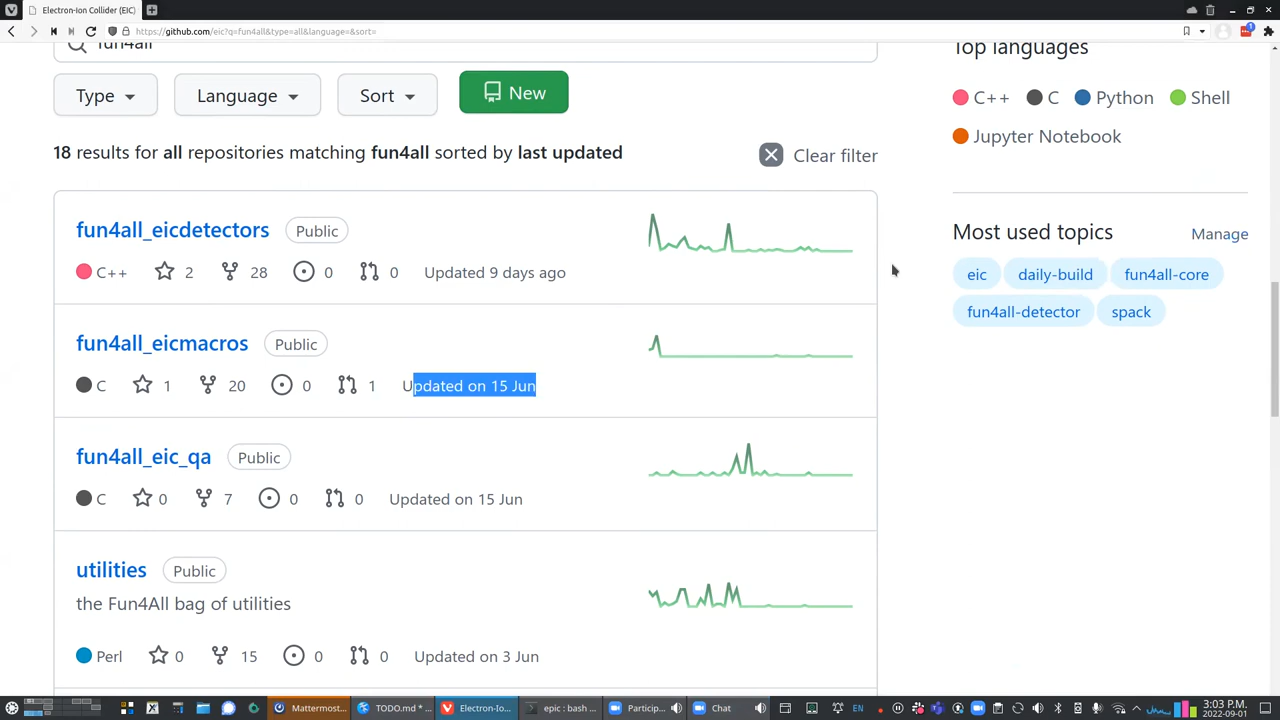 Electron-Ion Collider (EIC)
https://github.com/eic?q=fun4all&type=all&language=&sort=
1
fun4all
Type
Language
Sort
New
18 results for all repositories matching fun4all sorted by last updated
Clear filter
fun4all_eicdetectors
Public
C++ 2 28 0 0 Updated 9 days ago
fun4all_eicmacros
Public
C 1 20 0 1 Updated on 15 Jun
fun4all_eic_qa
Public
C 0 7 0 0 Updated on 15 Jun
utilities
Public
the Fun4All bag of utilities
Perl 0 15 0 0 Updated on 3 Jun
Top languages
C++ C Python Shell
Jupyter Notebook
Most used topics
Manage
eic daily-build fun4all-core
fun4all-detector spack
Mattermost...
TODO.md * ...
Electron-Io...
epic : bash ...
Particip...
Chat
EN
3:03 P.M.
2022-09-01